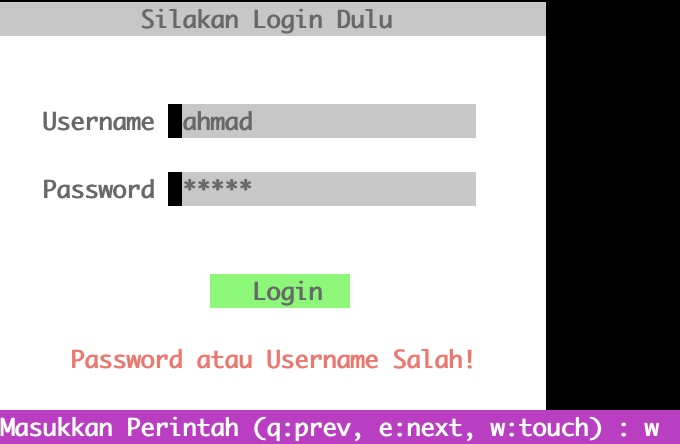 Silakan Login Dulu
Username ahmad
Password *****
Login
Password atau Username Salah!
Masukkan Perintah (q:prev, e:next, w:touch) : w